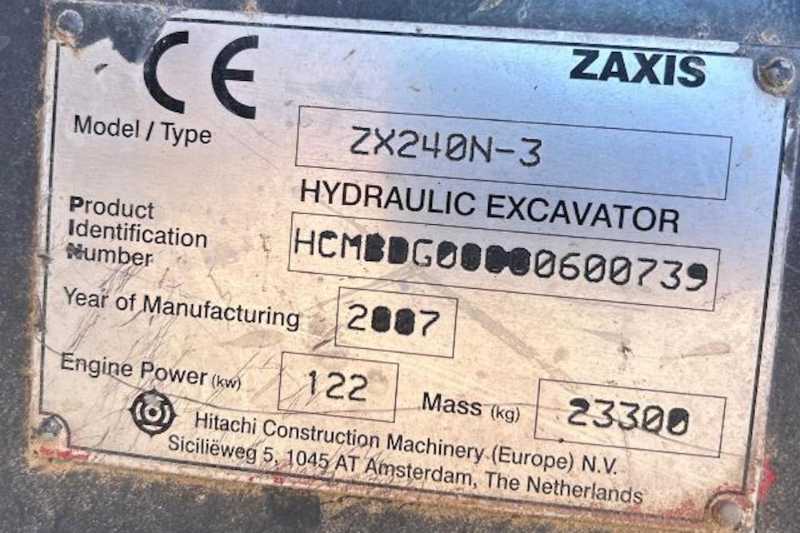 CE
ZAXIS
Model / Type ZX240N-3
HYDRAULIC EXCAVATOR
Product
Identification
Number
HCMBDG00C00600739
Year of Manufacturing 2007
Engine Power (kw) 122 Mass (kg) 23300
Hitachi Construction Machinery (Europe) N.V.
Siciliëweg 5, 1045 AT Amsterdam, The Netherlands